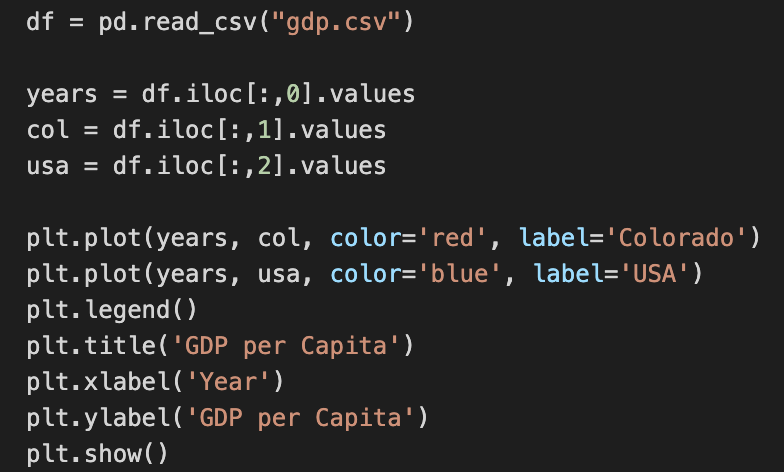 df = pd.read_csv("gdp.csv")
years = df.iloc[:,0].values
col = df.iloc[:,1].values
usa = df.iloc[:,2].values
plt.plot(years, col, color='red', label='Colorado')
plt.plot(years, usa, color='blue', label='USA')
plt.legend()
plt.title('GDP per Capita')
plt.xlabel('Year')
plt.ylabel('GDP per Capita')
plt.show()